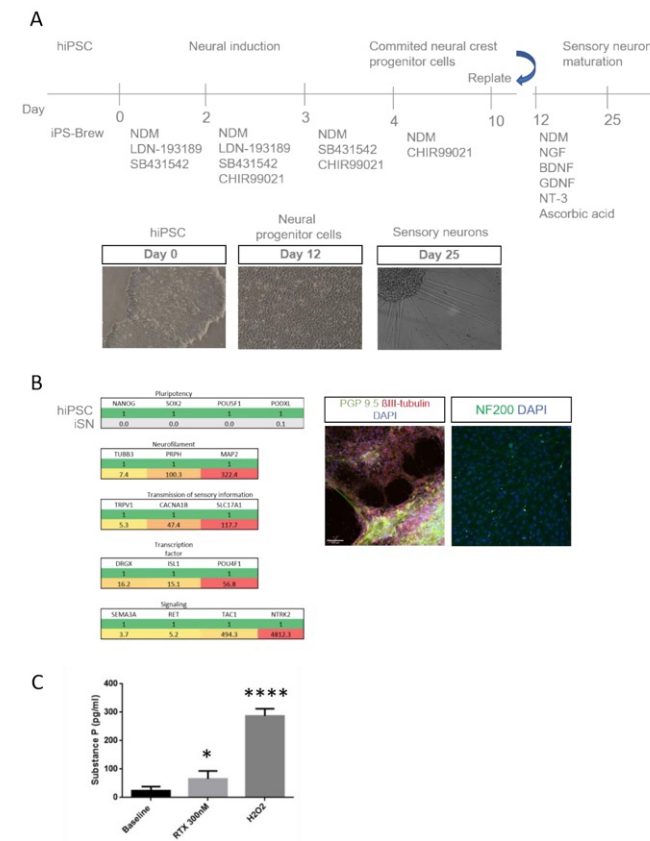 A
hiPSC
Neural induction
Commited neural crest
progenitor cells
Sensory neuron
maturation
Replate
Day
0
2
3
4
10
12
25
iPS-Brew
NDM
LDN-193189
SB431542
NDM
LDN-193189
SB431542
CHIR99021
NDM
SB431542
CHIR99021
NDM
CHIR99021
NDM
NGF
BDNF
GDNF
NT-3
Ascorbic acid
hiPSC
Neural
progenitor cells
Sensory neurons
Day 0
Day 12
Day 25
B
Pluripotency
NANOG SOX2 POU5F1 PODXL
hiPSC 1 1 1 1
iSN 0.0 0.0 0.0 0.1
Neurofilament
TUBB3 PRPH MAP2
1 1 1
7.4 100.3 322.4
Transmission of sensory information
TRPV1 CACNA1B SLC17A1
1 1 1
5.3 47.4 117.7
Transcription
factor
DRGX ISL1 POU4F1
1 1 1
16.2 15.1 56.8
Signaling
SEMA3A RET TAC1 NTRK2
1 1 1 1
3.7 5.2 494.3 4812.3
PGP 9.5 ßIII-tubulin
DAPI
NF200 DAPI
C
Substance P (pg/ml)
400
300
200
100
0
*
****
Baseline
RTX 300nM
H2O2